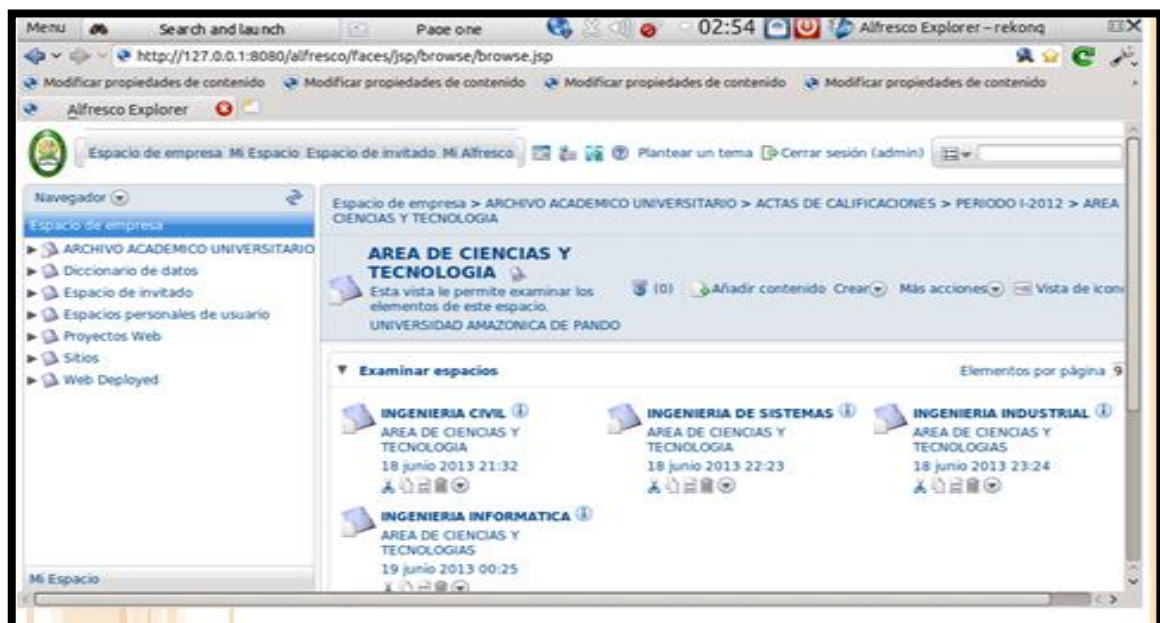 Menu Search and launch Page one 02:54 Alfresco Explorer – rekonq
http://127.0.0.1:8080/alfresco/faces/jsp/browse/browse.jsp
Modificar propiedades de contenido Modificar propiedades de contenido Modificar propiedades de contenido Modificar propiedades de contenido
Alfresco Explorer
Espacio de empresa Mi Espacio Espacio de invitado Mi Alfresco Plantear un tema Cerrar sesión (admin)
Navegador
Espacio de empresa
ARCHIVO ACADEMICO UNIVERSITARIO
Diccionario de datos
Espacio de invitado
Espacios personales de usuario
Proyectos Web
Sitios
Web Deployed
Mi Espacio
Espacio de empresa > ARCHIVO ACADEMICO UNIVERSITARIO > ACTAS DE CALIFICACIONES > PERIODO I-2012 > AREA
CIENCIAS Y TECNOLOGIA
AREA DE CIENCIAS Y
TECNOLOGIA
Esta vista le permite examinar los
elementos de este espacio.
UNIVERSIDAD AMAZONICA DE PANDO
(0) Añadir contenido Crear Más acciones Vista de icon
Examinar espacios Elementos por página 9
INGENIERIA CIVIL
AREA DE CIENCIAS Y
TECNOLOGIA
18 junio 2013 21:32
INGENIERIA DE SISTEMAS
AREA DE CIENCIAS Y
TECNOLOGIA
18 junio 2013 22:23
INGENIERIA INDUSTRIAL
AREA DE CIENCIAS Y
TECNOLOGIAS
18 junio 2013 23:24
INGENIERIA INFORMATICA
AREA DE CIENCIAS Y
TECNOLOGIAS
19 junio 2013 00:25